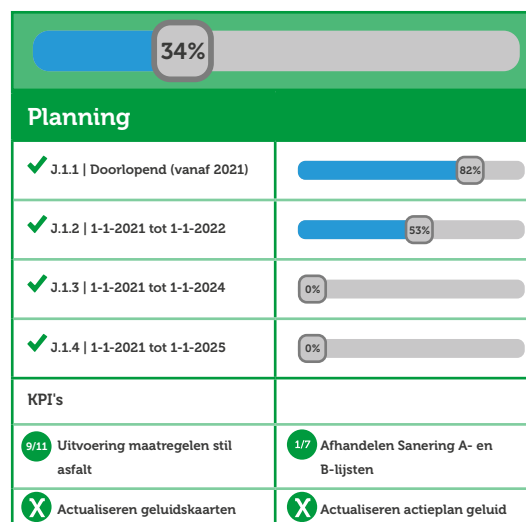 34%
Planning
J.1.1 | Doorlopend (vanaf 2021)
82%
J.1.2 | 1-1-2021 tot 1-1-2022
53%
J.1.3 | 1-1-2021 tot 1-1-2024
0%
J.1.4 | 1-1-2021 tot 1-1-2025
0%
KPI's
9/11 Uitvoering maatregelen stil
asfalt
1/7 Afhandelen Sanering A- en
B-lijsten
X Actualiseren geluidskaarten
X Actualiseren actieplan geluid